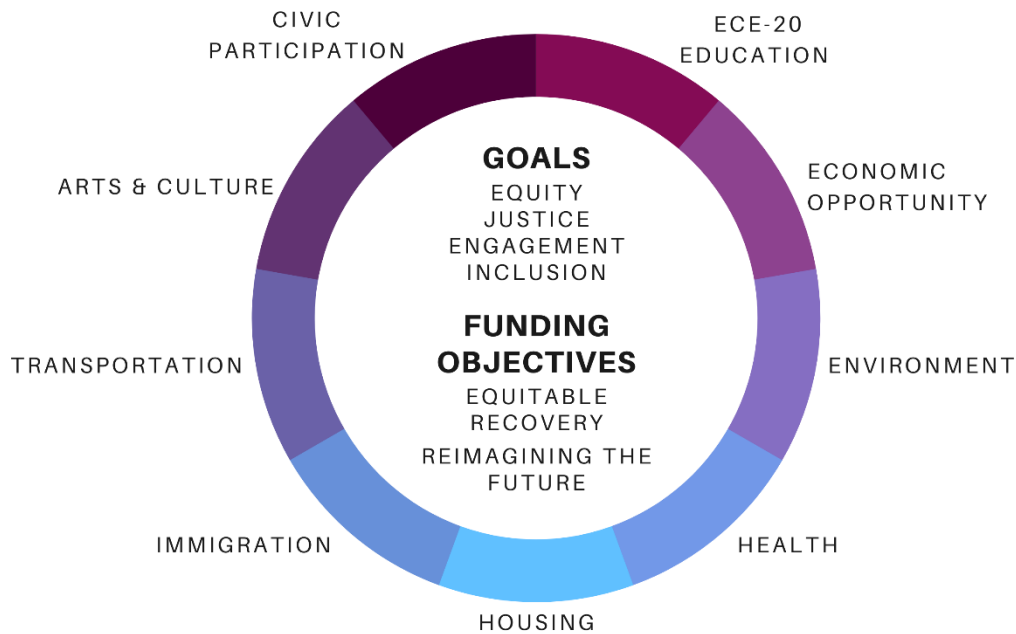 CIVIC
PARTICIPATION
ECE-20
EDUCATION
ARTS & CULTURE
ECONOMIC
OPPORTUNITY
GOALS
EQUITY
JUSTICE
ENGAGEMENT
INCLUSION
FUNDING
OBJECTIVES
EQUITABLE
RECOVERY
REIMAGINING THE
FUTURE
TRANSPORTATION
ENVIRONMENT
IMMIGRATION
HEALTH
HOUSING